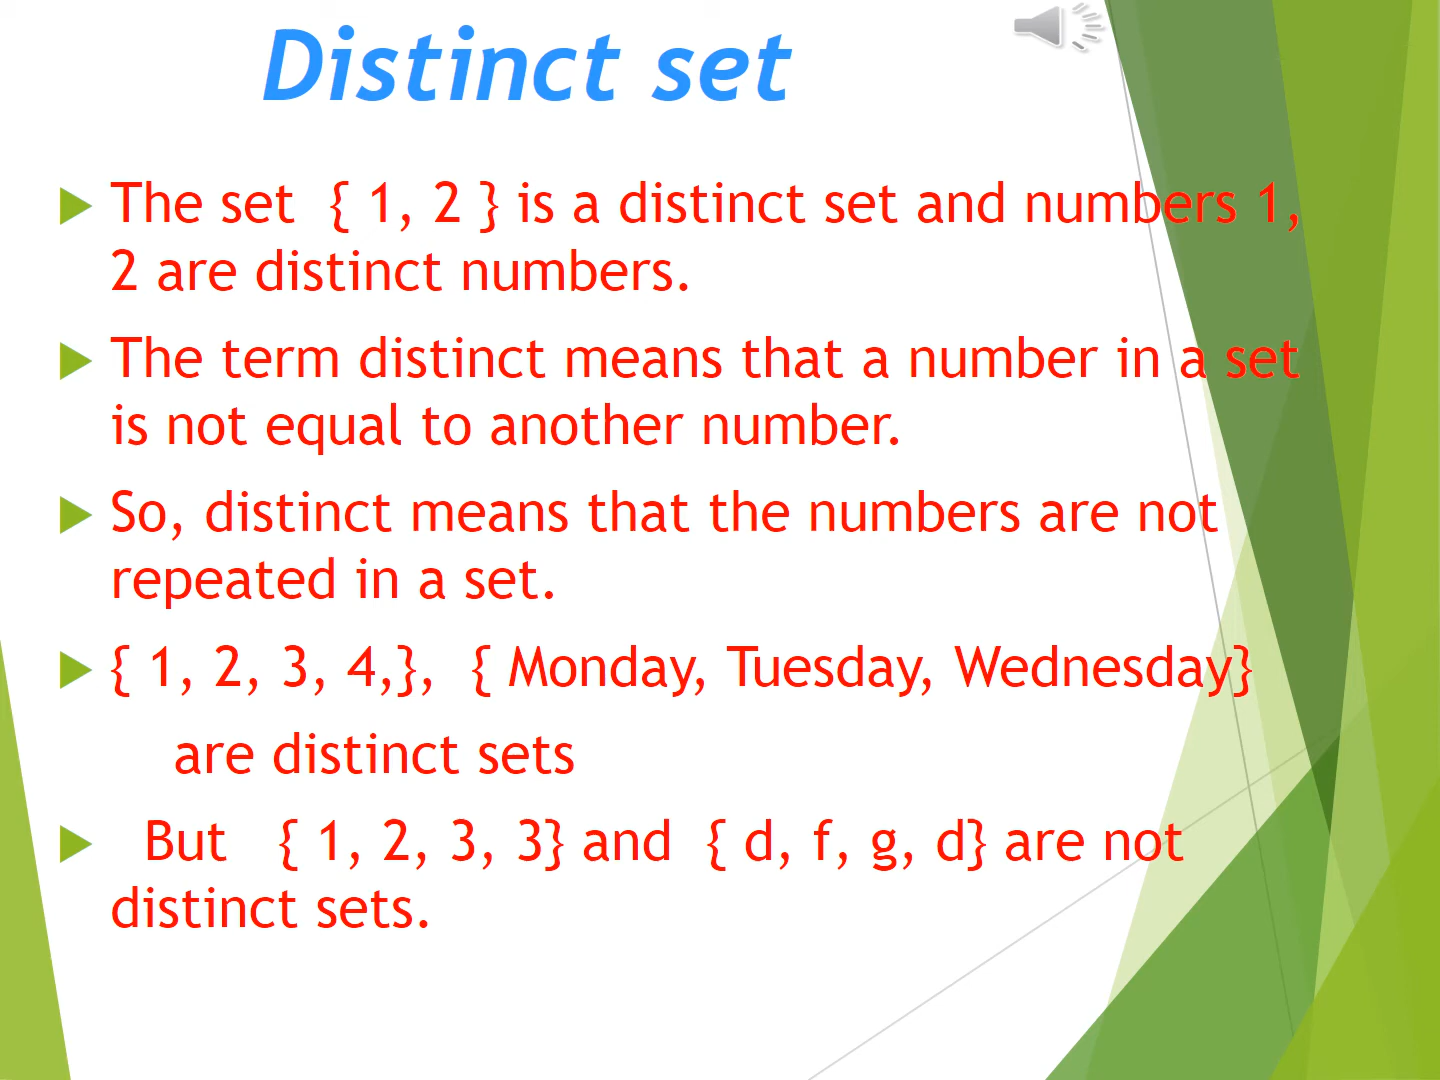 Distinct set
The set { 1, 2 } is a distinct set and numbers 1,
2 are distinct numbers.
The term distinct means that a number in a set
is not equal to another number.
So, distinct means that the numbers are not
repeated in a set.
{ 1, 2, 3, 4,}, { Monday, Tuesday, Wednesday}
are distinct sets
But { 1, 2, 3, 3} and { d, f, g, d} are not
distinct sets.